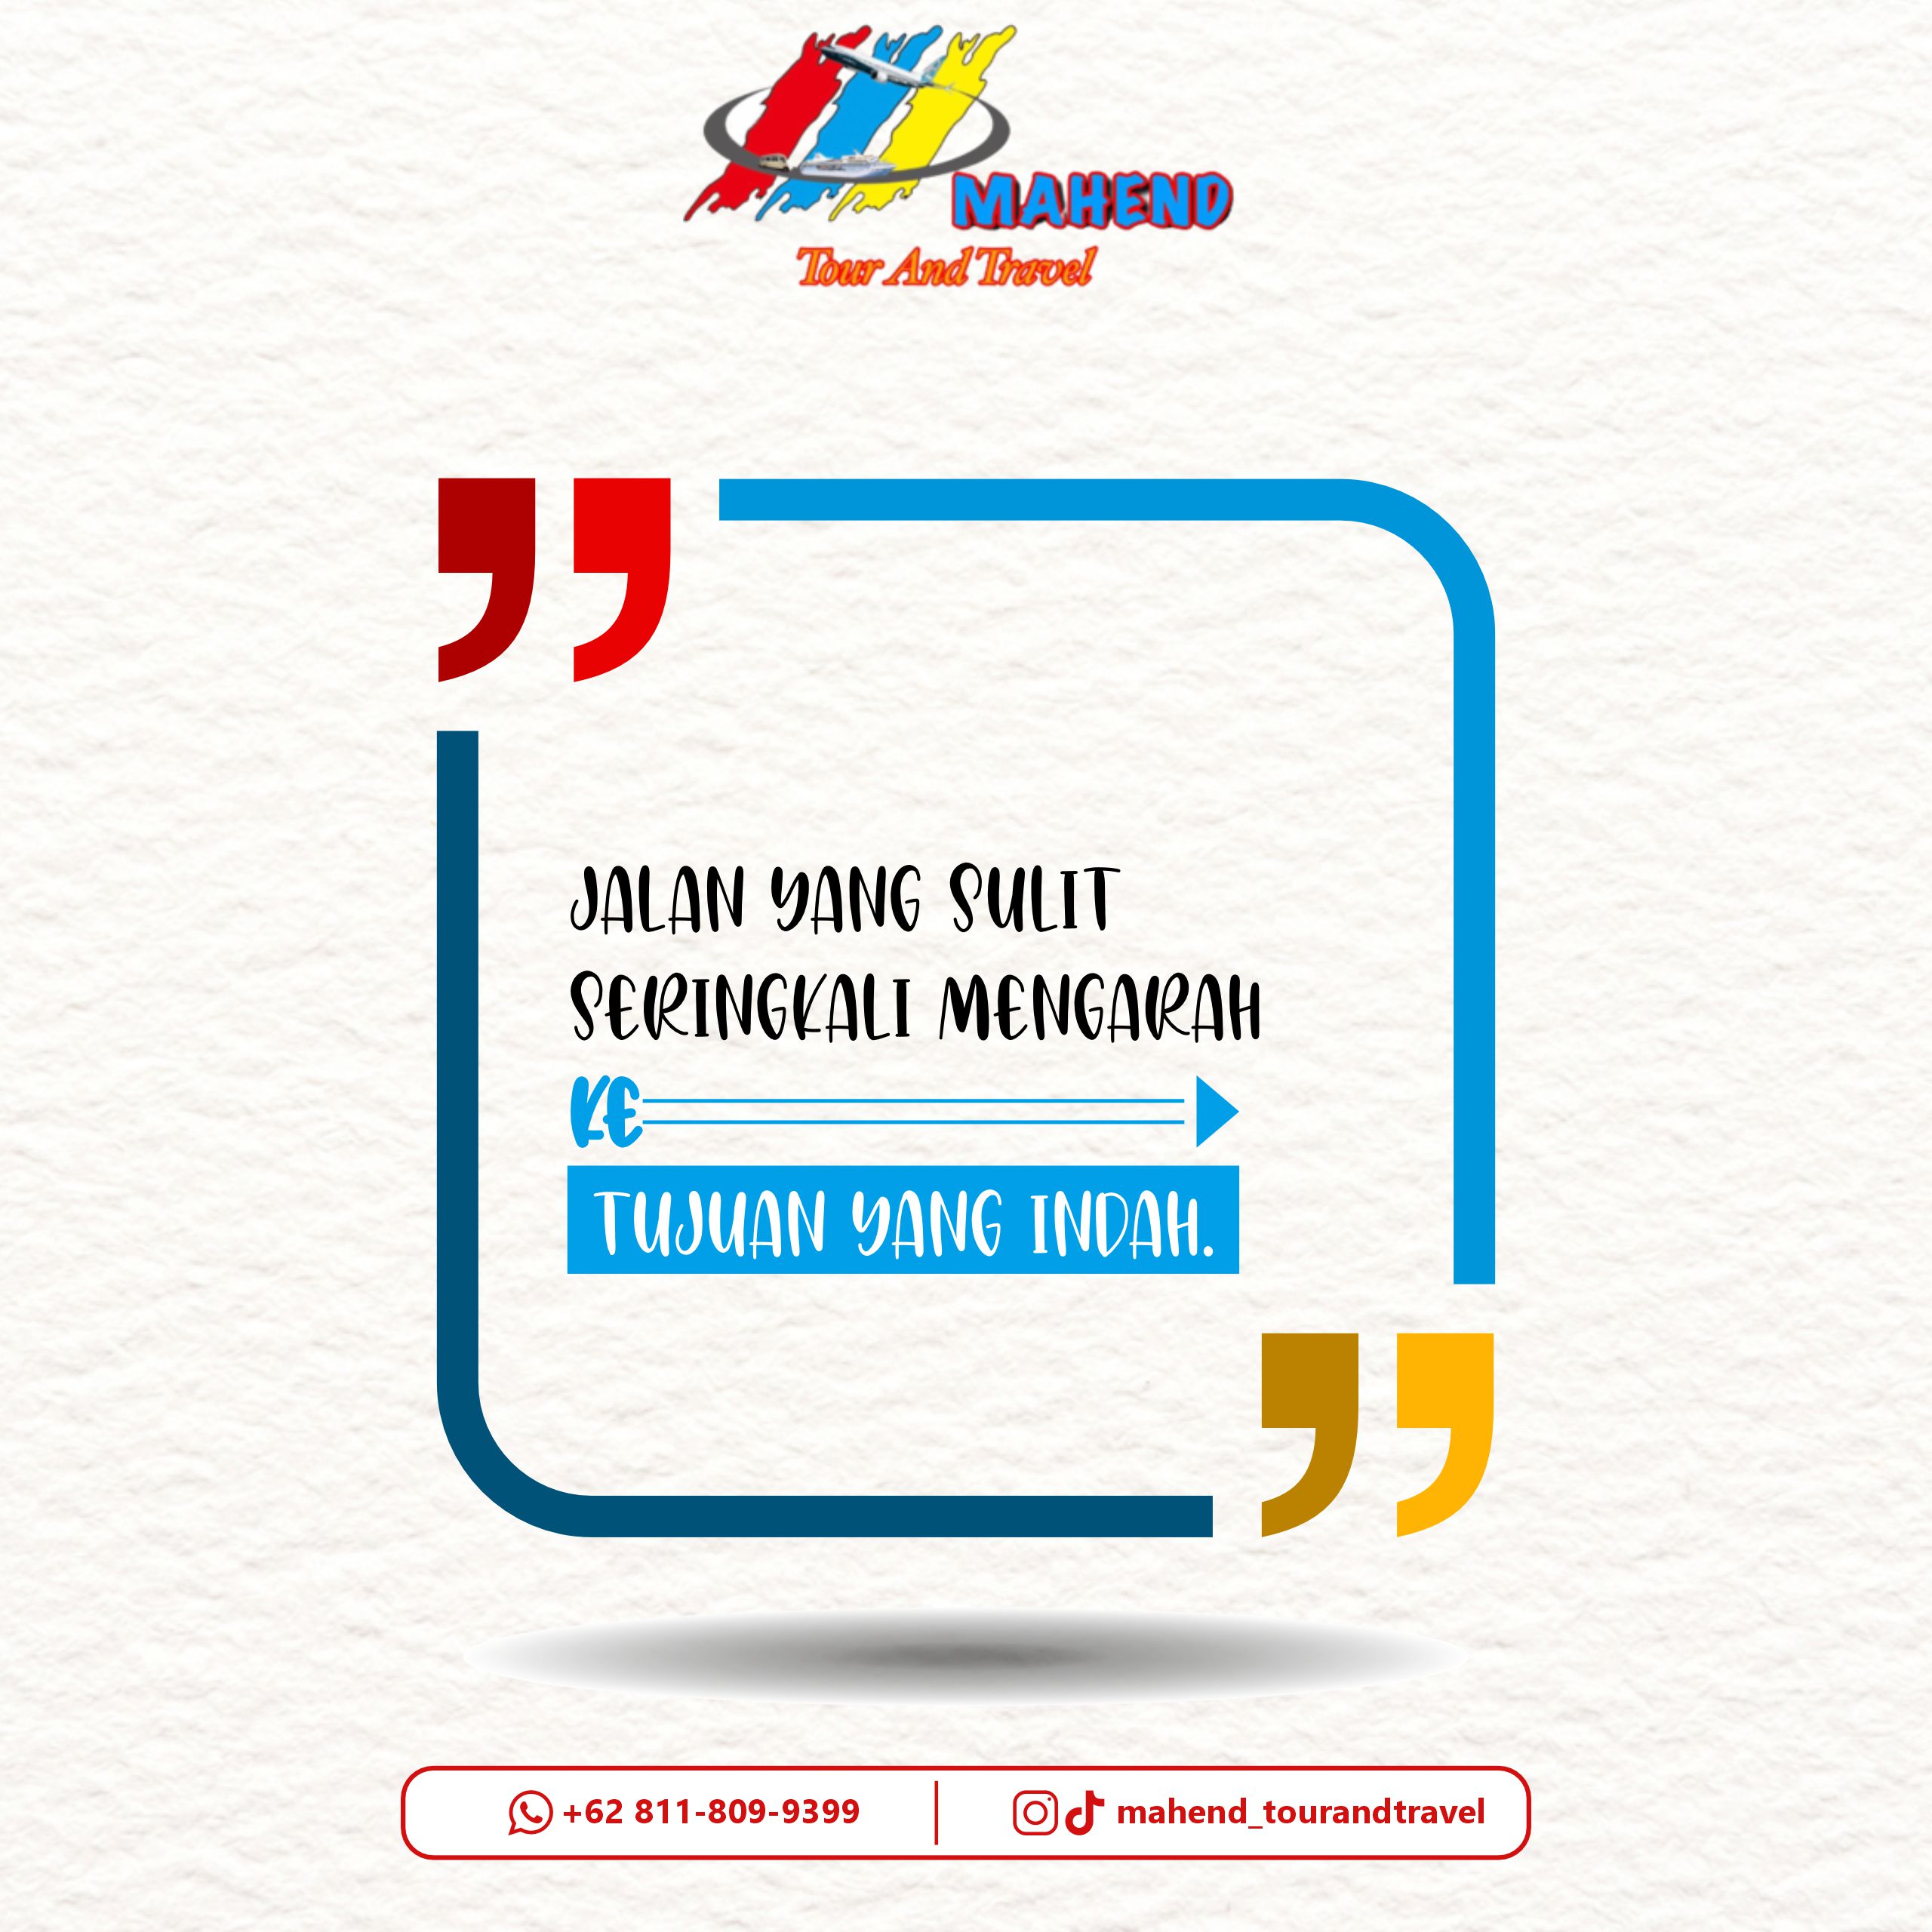 MAHEND
Tour And Travel
JALAN YANG SULIT
SERINGKALI MENGARAH
KE
TUJUAN YANG INDAH.
+62 811-809-9399
mahend_tourandtravel